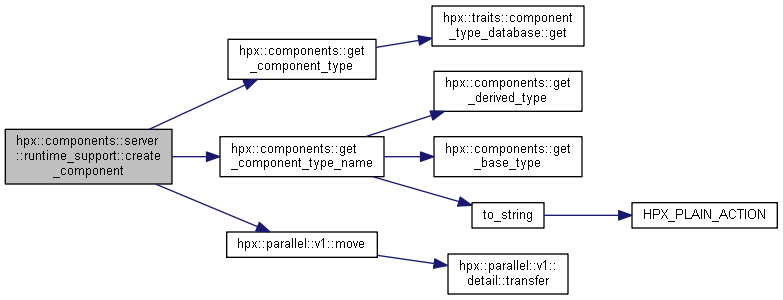 hpx::traits::component
_type_database::get
hpx::components::get
_component_type
hpx::components::get
_derived_type
hpx::components::server
::runtime_support::create
_component
hpx::components::get
_component_type_name
hpx::components::get
_base_type
to_string
HPX_PLAIN_ACTION
hpx::parallel::v1::move
hpx::parallel::v1::
detail::transfer